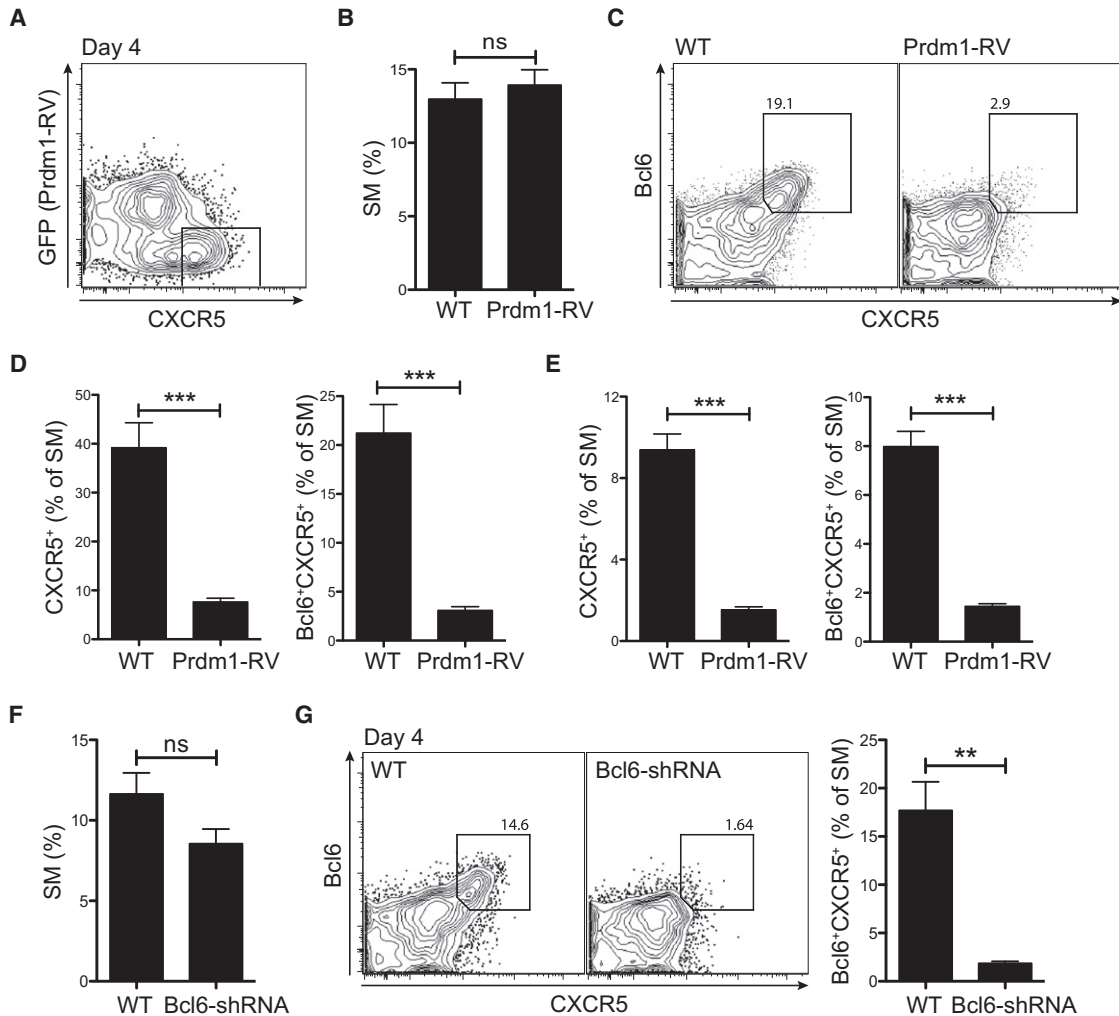 A
Day 4
GFP (Prdm1-RV)
CXCR5
B
ns
SM (%)
15
10
5
0
WT Prdm1-RV
C
WT
Prdm1-RV
19.1
2.9
Bcl6
CXCR5
D
***
CXCR5⁺ (% of SM)
50
40
30
20
10
0
WT Prdm1-RV
***
Bcl6⁺CXCR5⁺ (% of SM)
25
20
15
10
5
0
WT Prdm1-RV
E
***
CXCR5⁺ (% of SM)
12
8
4
0
WT Prdm1-RV
***
Bcl6⁺CXCR5⁺ (% of SM)
8
6
4
2
0
WT Prdm1-RV
F
ns
SM (%)
15
10
5
0
WT Bcl6-shRNA
G
Day 4
WT
Bcl6-shRNA
14.6
1.64
Bcl6
CXCR5
**
Bcl6⁺CXCR5⁺ (% of SM)
25
20
15
10
5
0
WT Bcl6-shRNA